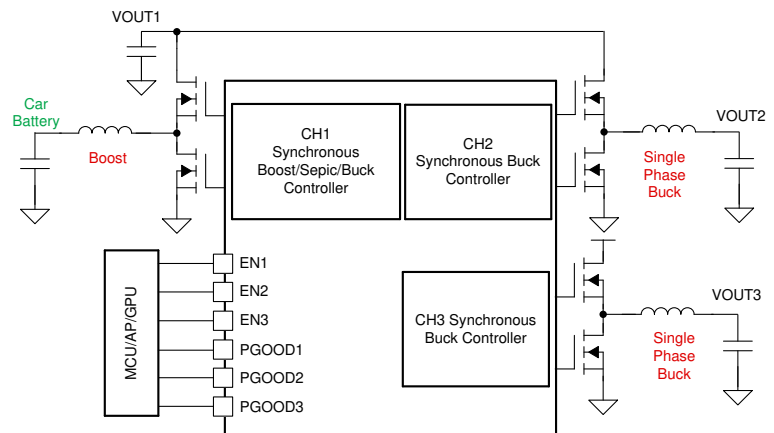 VOUT1
Car
Battery
Boost
CH1
Synchronous
Boost/Sepic/Buck
Controller
CH2
Synchronous Buck
Controller
VOUT2
Single
Phase
Buck
MCU/AP/GPU
EN1
EN2
EN3
PGOOD1
PGOOD2
PGOOD3
CH3 Synchronous
Buck Controller
VOUT3
Single
Phase
Buck